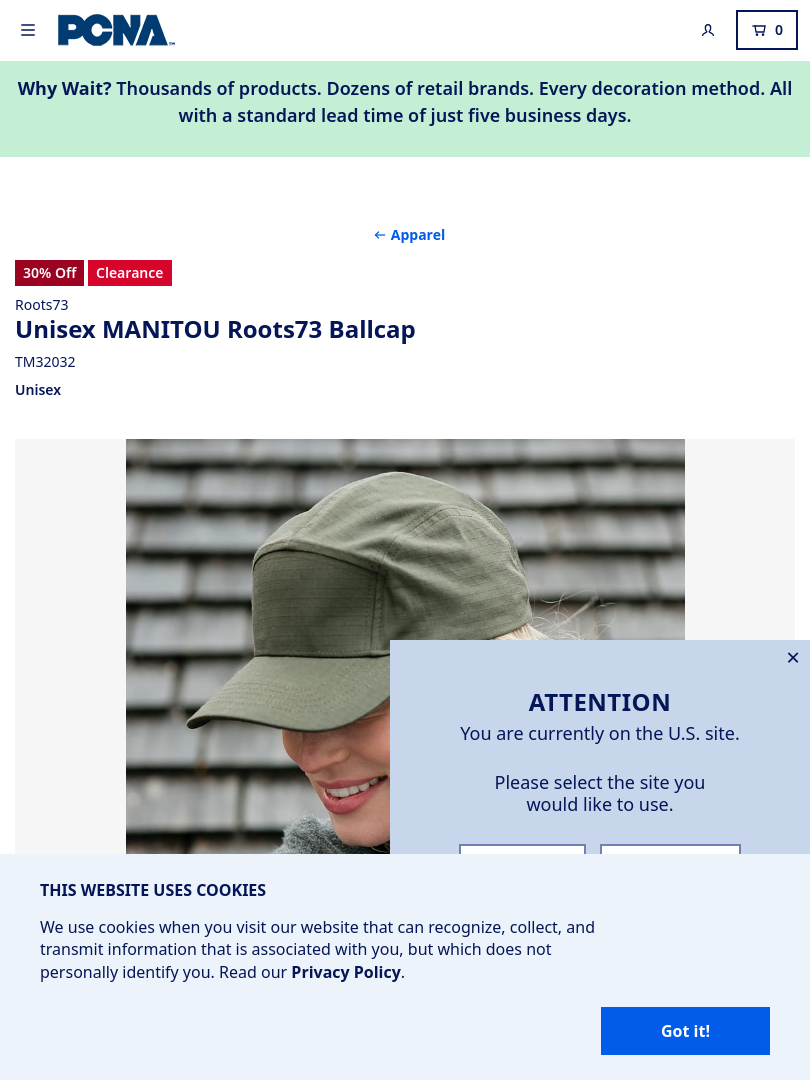 PCNA™
0
Why Wait? Thousands of products. Dozens of retail brands. Every decoration method. All
with a standard lead time of just five business days.
← Apparel
30% Off Clearance
Roots73
Unisex MANITOU Roots73 Ballcap
TM32032
Unisex
ATTENTION
You are currently on the U.S. site.
Please select the site you
would like to use.
THIS WEBSITE USES COOKIES
We use cookies when you visit our website that can recognize, collect, and
transmit information that is associated with you, but which does not
personally identify you. Read our Privacy Policy.
Got it!